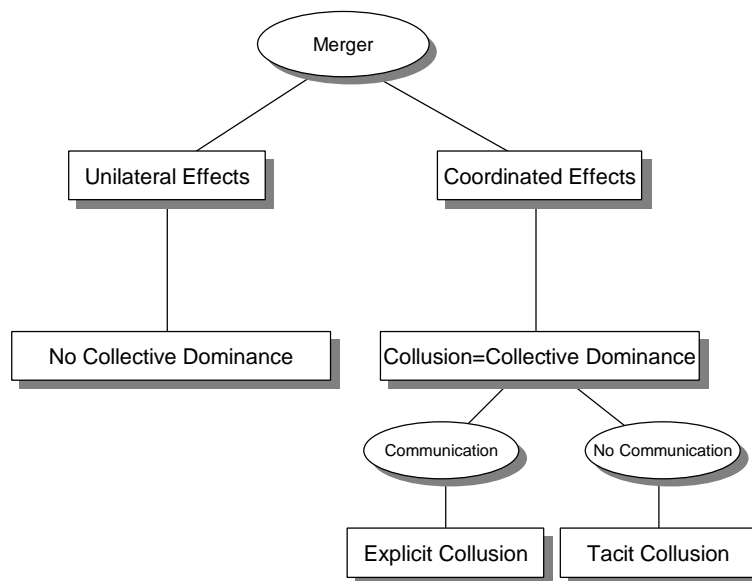 Merger
Unilateral Effects
Coordinated Effects
No Collective Dominance
Collusion=Collective Dominance
Communication
No Communication
Explicit Collusion
Tacit Collusion